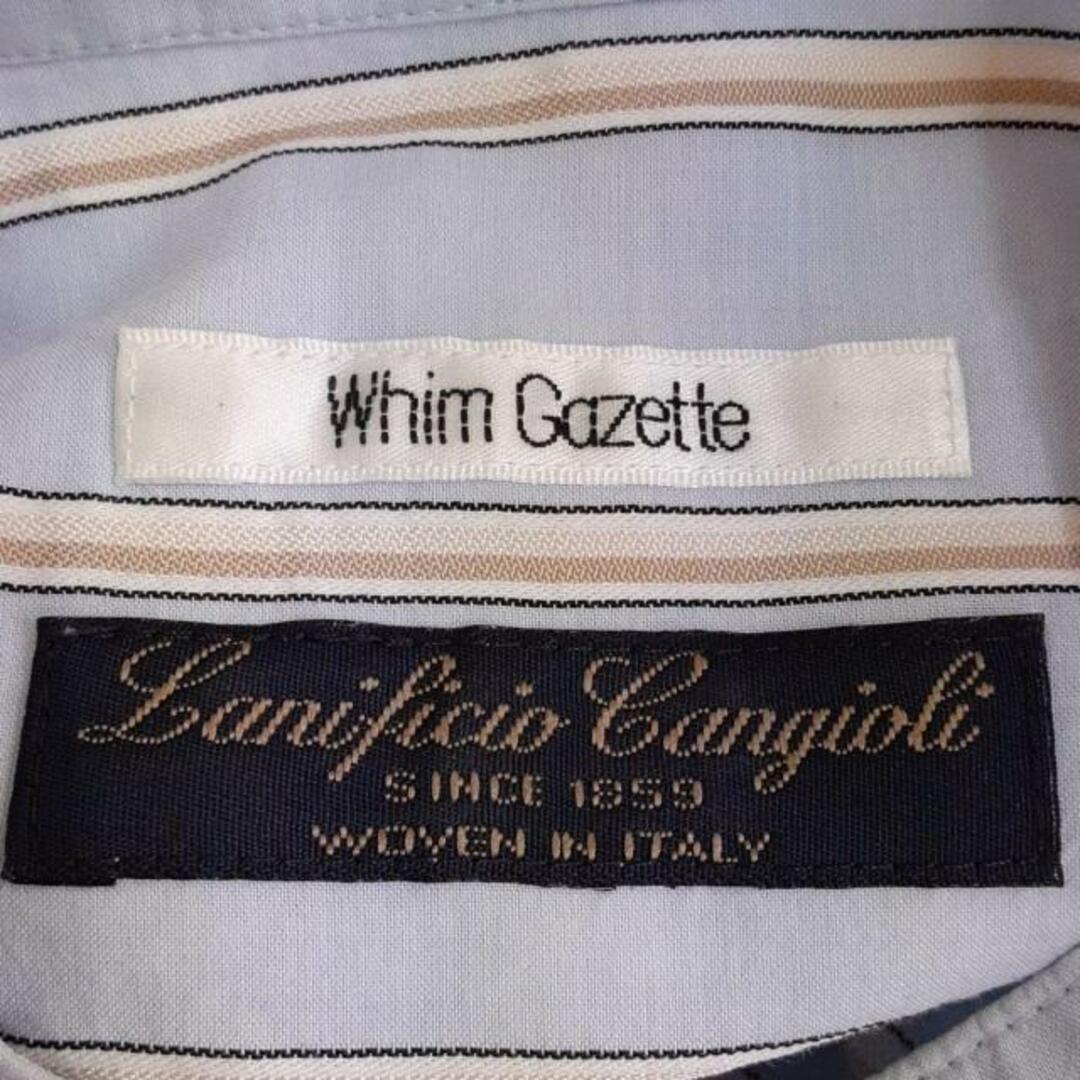 Whim Gazette
Lanificio Cangioli
SINCE 1859
WOVEN IN ITALY